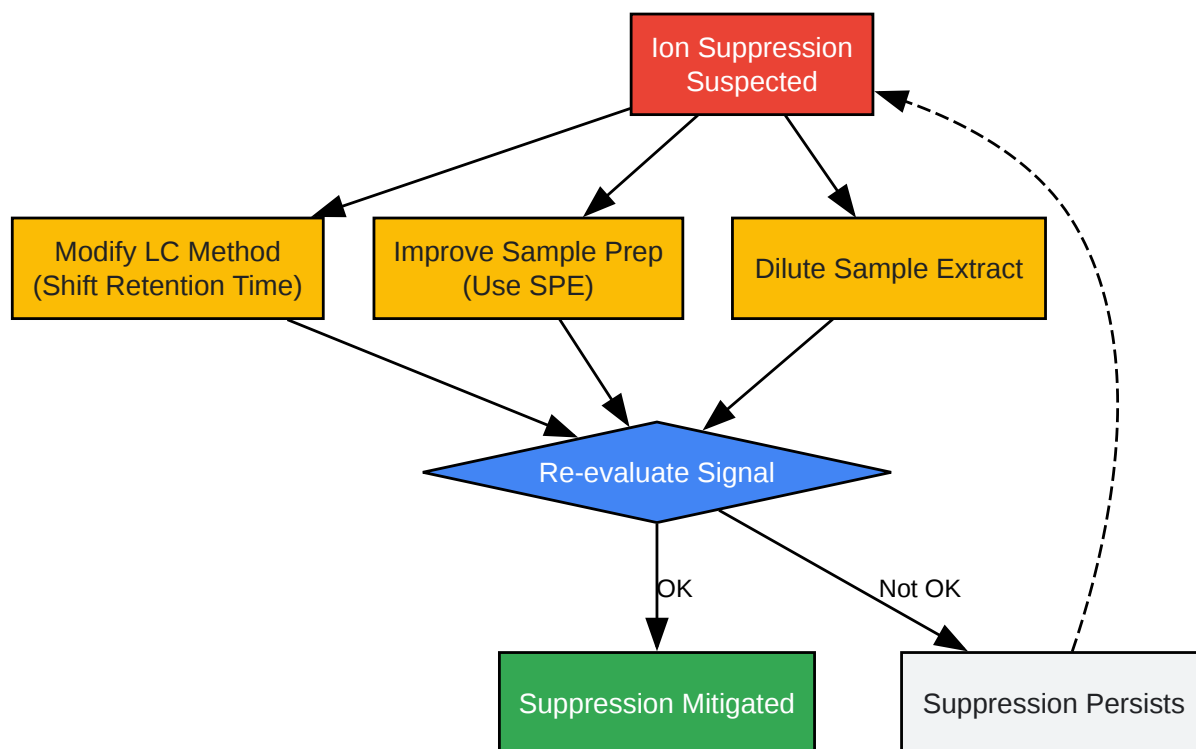 Ion Suppression
Suspected
Modify LC Method
(Shift Retention Time)
Improve Sample Prep
(Use SPE)
Dilute Sample Extract
Re-evaluate Signal
OK
Not OK
Suppression Mitigated
Suppression Persists